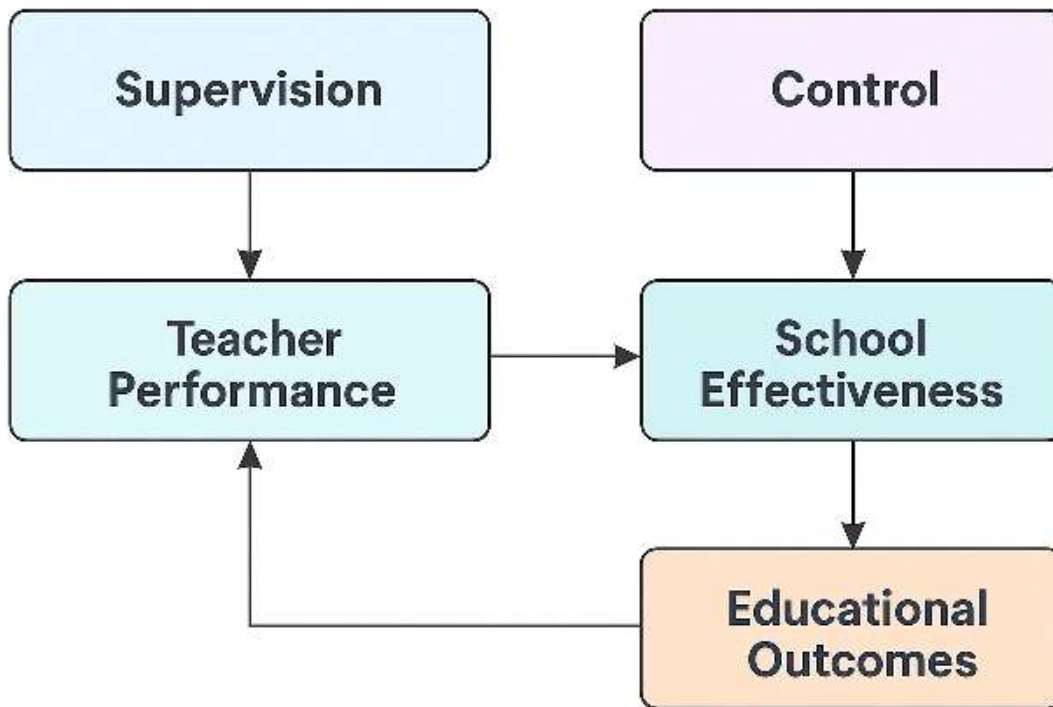 Supervision
Control
Teacher
Performance
School
Effectiveness
Educational
Outcomes